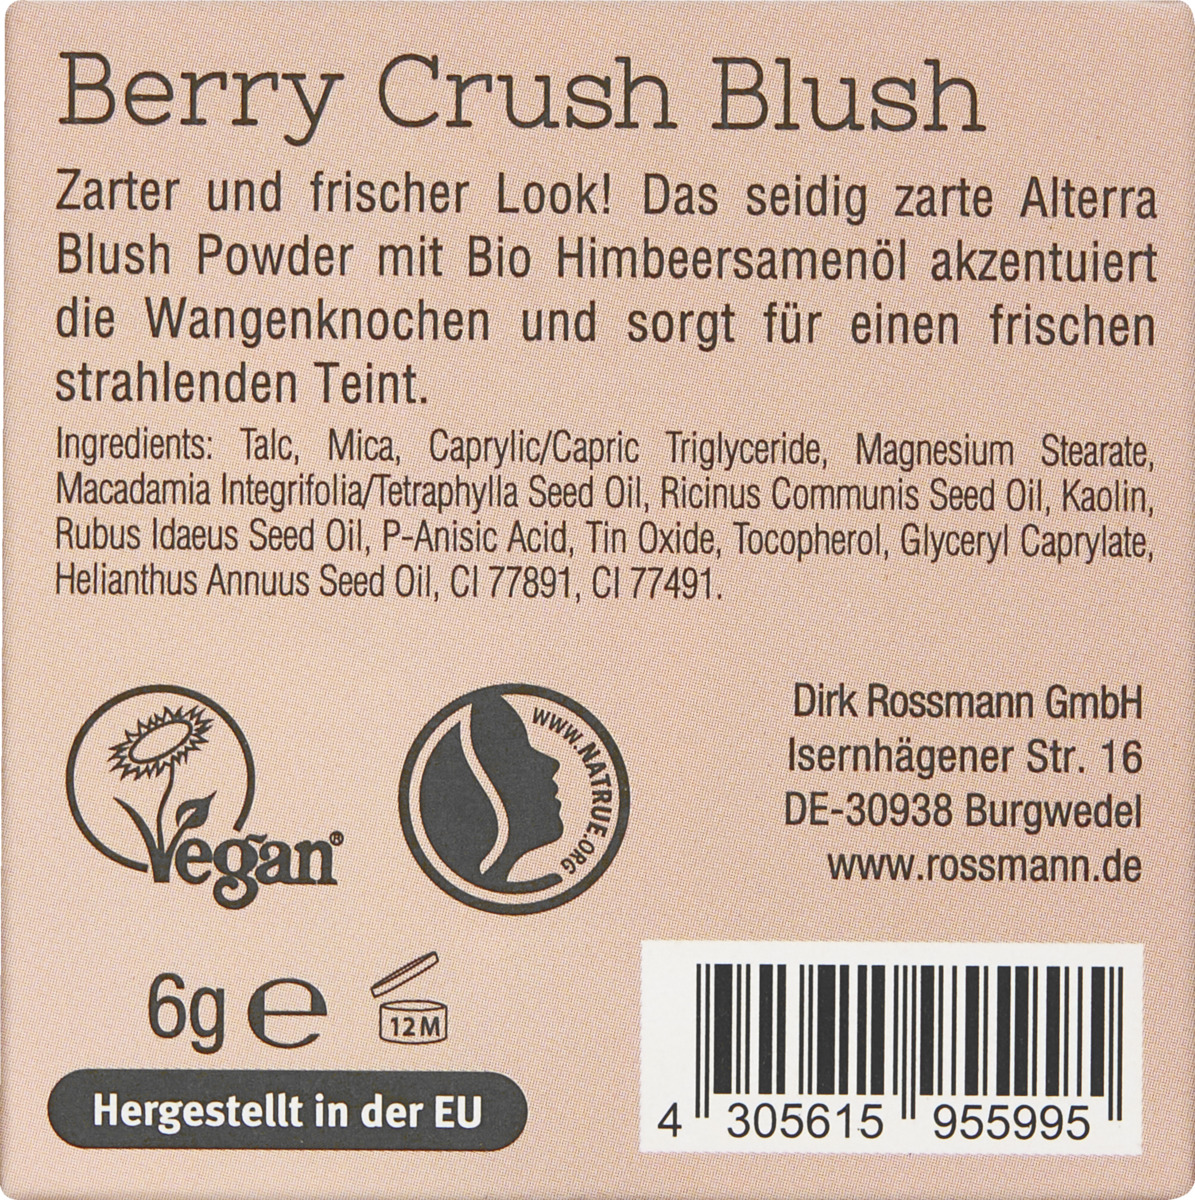 Berry Crush Blush
Zarter und frischer Look! Das seidig zarte Alterra
Blush Powder mit Bio Himbeersamenöl akzentuiert
die Wangenknochen und sorgt für einen frischen
strahlenden Teint.
Ingredients: Talc, Mica, Caprylic/Capric Triglyceride, Magnesium Stearate,
Macadamia Integrifolia/Tetraphylla Seed Oil, Ricinus Communis Seed Oil, Kaolin,
Rubus Idaeus Seed Oil, P-Anisic Acid, Tin Oxide, Tocopherol, Glyceryl Caprylate,
Helianthus Annuus Seed Oil, CI 77891, CI 77491.
Vegan®
WWW.NATRUE.ORG
Dirk Rossmann GmbH
Isernhägener Str. 16
DE-30938 Burgwedel
www.rossmann.de
6g ℮
12M
Hergestellt in der EU
4 305615 955995